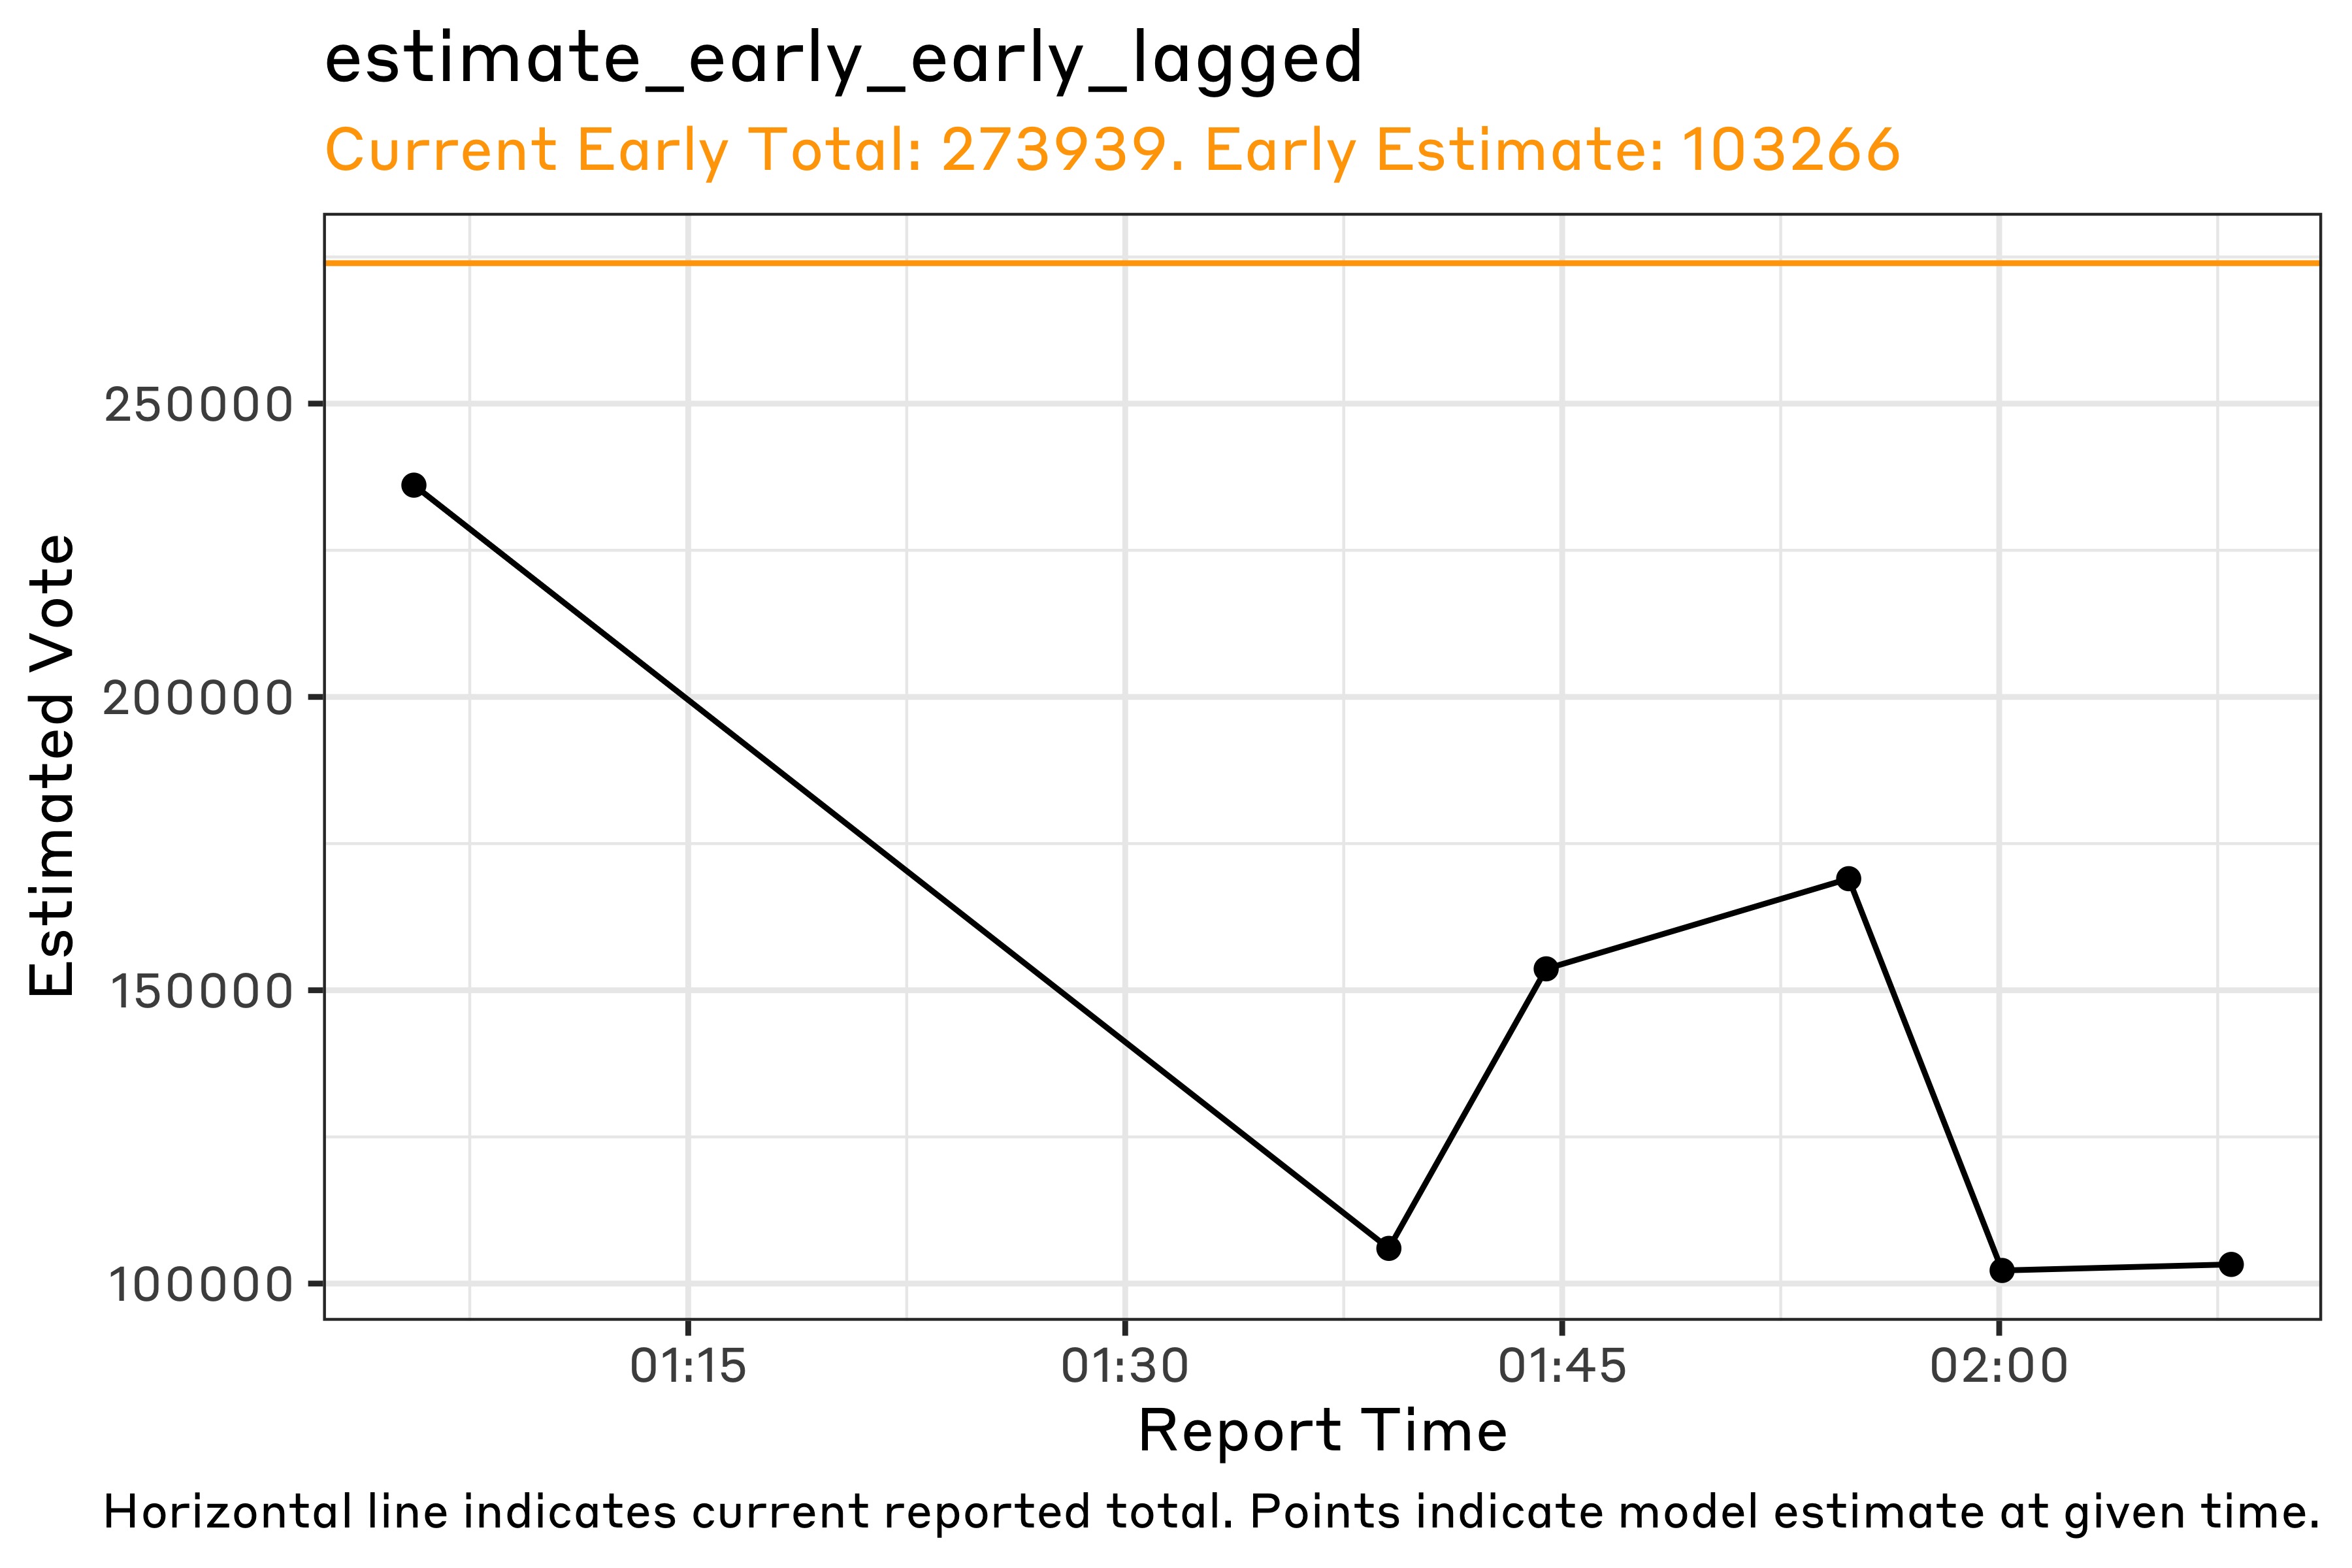 estimate_early_early_lagged
Current Early Total: 273939. Early Estimate: 103266
Estimated Vote
250000
200000
150000
100000
01:15
01:30
01:45
02:00
Report Time
Horizontal line indicates current reported total. Points indicate model estimate at given time.